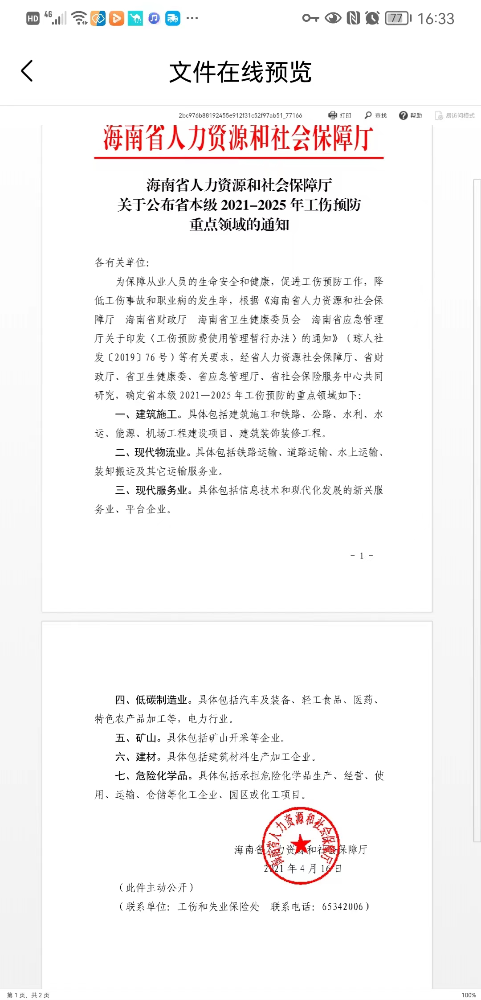 HD 4G 77 16:33
文件在线预览
2bc976b88192455e912f31c52f97ab51_77166 打印 查找 帮助 易访问模式
海南省人力资源和社会保障厅
海南省人力资源和社会保障厅
关于公布省本级 2021-2025 年工伤预防
重点领域的通知
各有关单位：
为保障从业人员的生命安全和健康，促进工伤预防工作，降
低工伤事故和职业病的发生率，根据《海南省人力资源和社会保
障厅 海南省财政厅 海南省卫生健康委员会 海南省应急管理
厅关于印发〈工伤预防费使用管理暂行办法〉的通知》（琼人社
发〔2019〕76 号）等有关要求，经省人力资源社会保障厅、省财
政厅、省卫生健康委、省应急管理厅、省社会保险服务中心共同
研究，确定省本级 2021—2025 年工伤预防的重点领域如下：
一、建筑施工。具体包括建筑施工和铁路、公路、水利、水
运、能源、机场工程建设项目、建筑装饰装修工程。
二、现代物流业。具体包括铁路运输、道路运输、水上运输、
装卸搬运及其它运输服务业。
三、现代服务业。具体包括信息技术和现代化发展的新兴服
务业、平台企业。
- 1 -
四、低碳制造业。具体包括汽车及装备、轻工食品、医药、
特色农产品加工等，电力行业。
五、矿山。具体包括矿山开采等企业。
六、建材。具体包括建筑材料生产加工企业。
七、危险化学品。具体包括承担危险化学品生产、经营、使
用、运输、仓储等化工企业、园区或化工项目。
海南省人力资源和社会保障厅
海南省人力资源和社会保障厅
2021 年 4 月 16 日
（此件主动公开）
（联系单位：工伤和失业保险处 联系电话：65342006）
第 1 页，共 2 页 100%